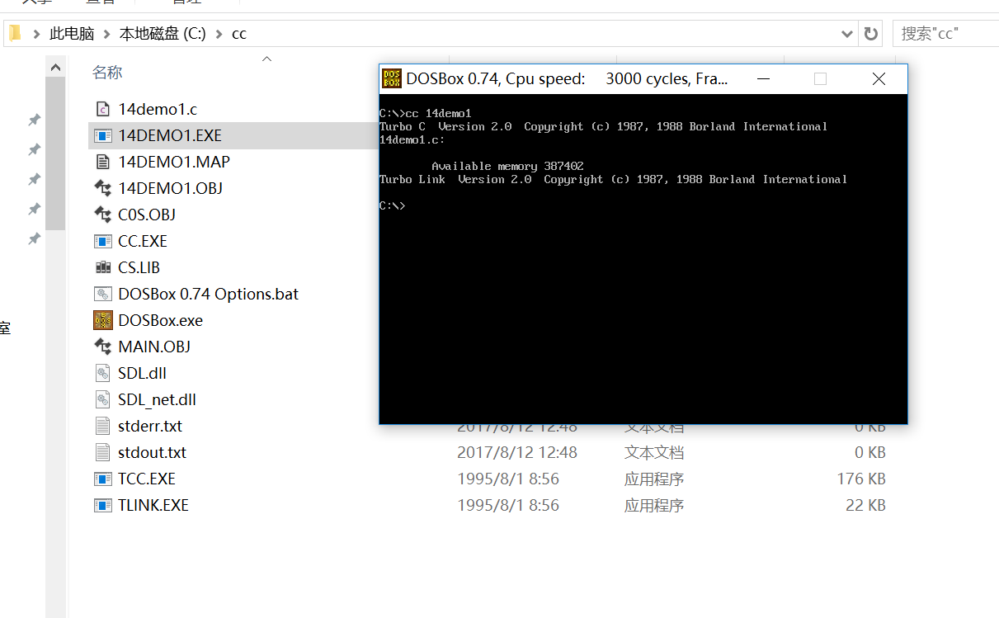 此电脑 本地磁盘 (C:) cc
搜索"cc"
名称
14demo1.c
14DEMO1.EXE
14DEMO1.MAP
14DEMO1.OBJ
C0S.OBJ
CC.EXE
CS.LIB
DOSBox 0.74 Options.bat
DOSBox.exe
MAIN.OBJ
SDL.dll
SDL_net.dll
stderr.txt 2017/8/12 12:48 文本文档 0 KB
stdout.txt 2017/8/12 12:48 文本文档 0 KB
TCC.EXE 1995/8/1 8:56 应用程序 176 KB
TLINK.EXE 1995/8/1 8:56 应用程序 22 KB
室
DOS BOX
DOSBox 0.74, Cpu speed: 3000 cycles, Fra...
C:\>cc 14demo1
Turbo C Version 2.0 Copyright (c) 1987, 1988 Borland International
14demo1.c:
Available memory 387402
Turbo Link Version 2.0 Copyright (c) 1987, 1988 Borland International
C:\>